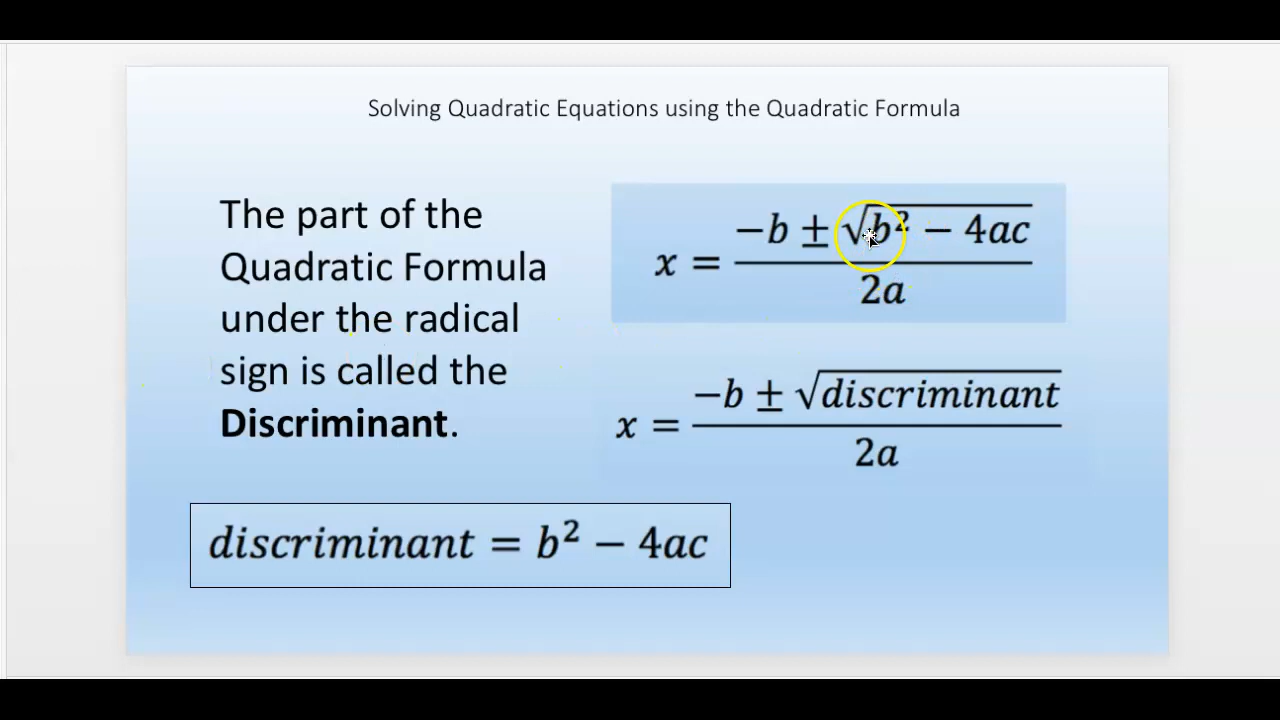 Solving Quadratic Equations using the Quadratic Formula
The part of the
Quadratic Formula
under the radical
sign is called the
Discriminant.
x = (−b ± √(b² − 4ac)) / 2a
x = (−b ± √discriminant) / 2a
discriminant = b² − 4ac